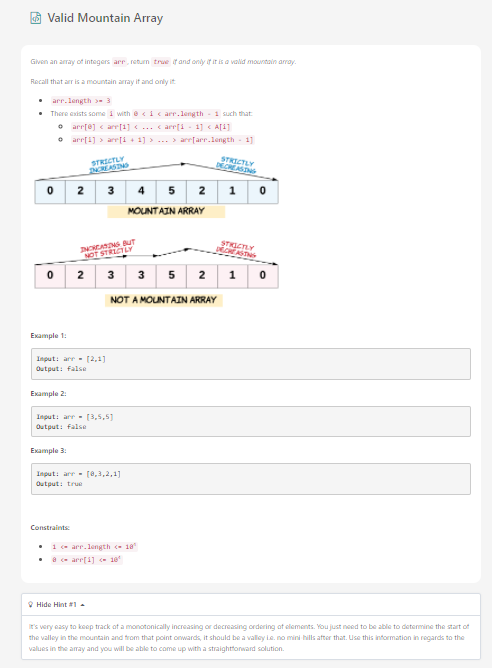 Valid Mountain Array
Given an array of integers arr, return true if and only if it is a valid mountain array.
Recall that arr is a mountain array if and only if:
• arr.length >= 3
• There exists some i with 0 < i < arr.length - 1 such that:
o arr[0] < arr[1] < ... < arr[i - 1] < A[i]
o arr[i] > arr[i + 1] > ... > arr[arr.length - 1]
STRICTLY
INCREASING
STRICTLY
DECREASING
0 2 3 4 5 2 1 0
MOUNTAIN ARRAY
INCREASING BUT
NOT STRICTLY
STRICTLY
DECREASING
0 2 3 3 5 2 1 0
NOT A MOUNTAIN ARRAY
Example 1:
Input: arr = [2,1]
Output: false
Example 2:
Input: arr = [3,5,5]
Output: false
Example 3:
Input: arr = [0,3,2,1]
Output: true
Constraints:
• 1 <= arr.length <= 10⁴
• 0 <= arr[i] <= 10⁴
Hide Hint #1
It's very easy to keep track of a monotonically increasing or decreasing ordering of elements. You just need to be able to determine the start of
the valley in the mountain and from that point onwards, it should be a valley i.e. no mini-hills after that. Use this information in regards to the
values in the array and you will be able to come up with a straightforward solution.